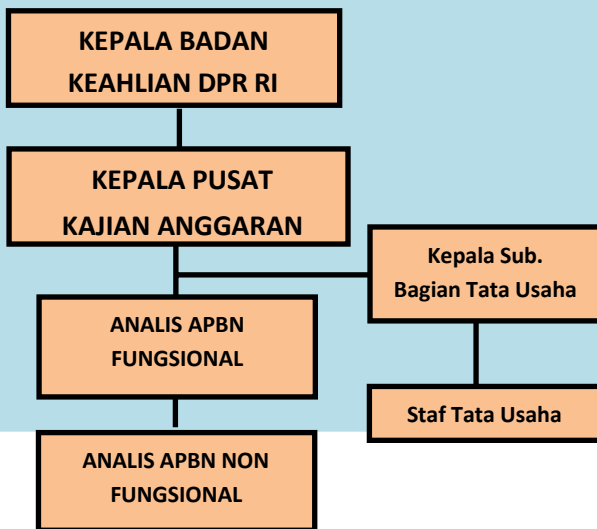 KEPALA BADAN
KEAHLIAN DPR RI
KEPALA PUSAT
KAJIAN ANGGARAN
Kepala Sub.
Bagian Tata Usaha
ANALIS APBN
FUNGSIONAL
Staf Tata Usaha
ANALIS APBN NON
FUNGSIONAL